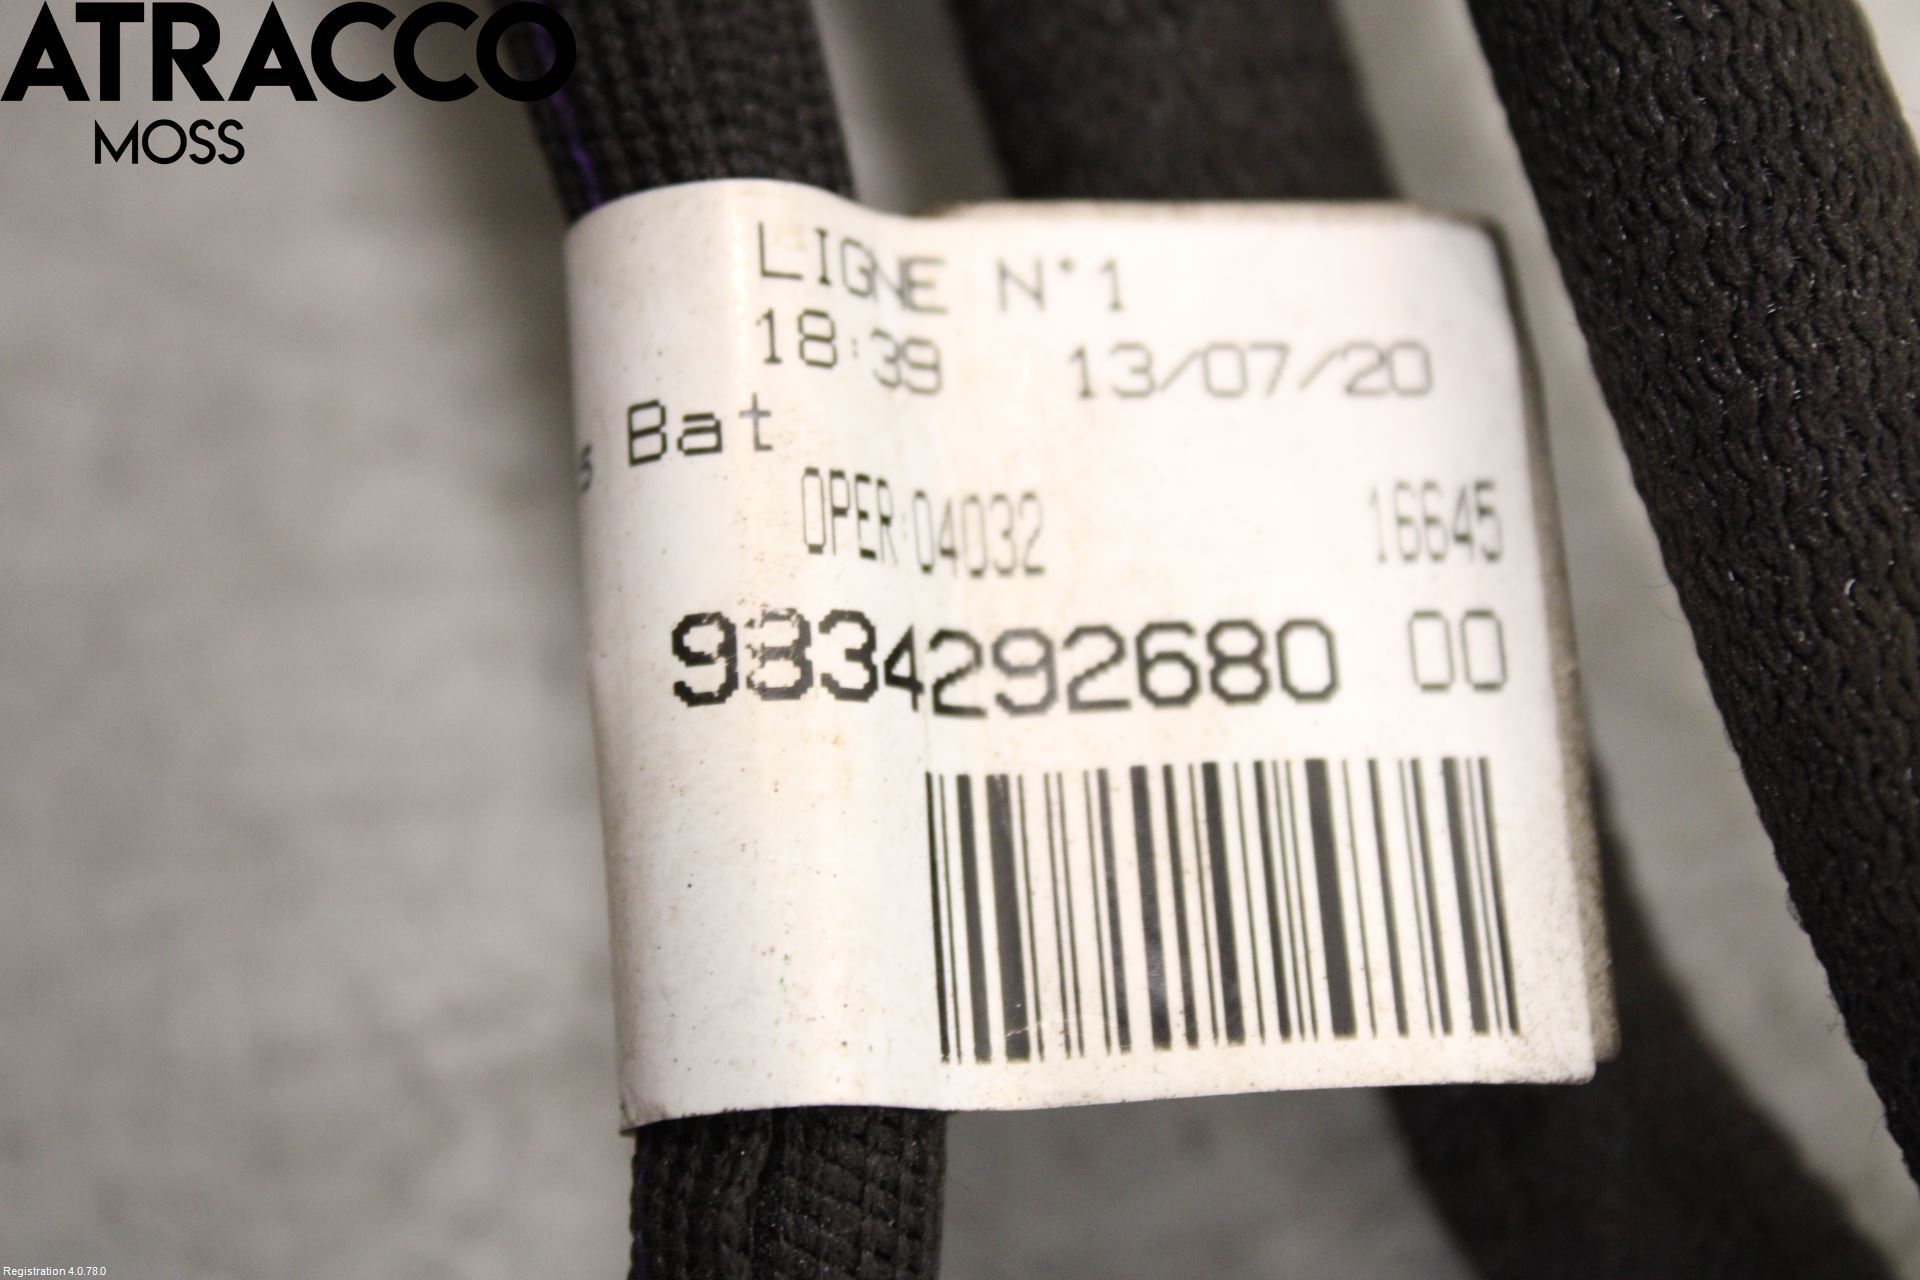 ATRACCO
MOSS
LIGNE N°1
18:39 13/07/20
s Bat
OPER:04032 16645
9834292680 00
Registration 4.0.78.0